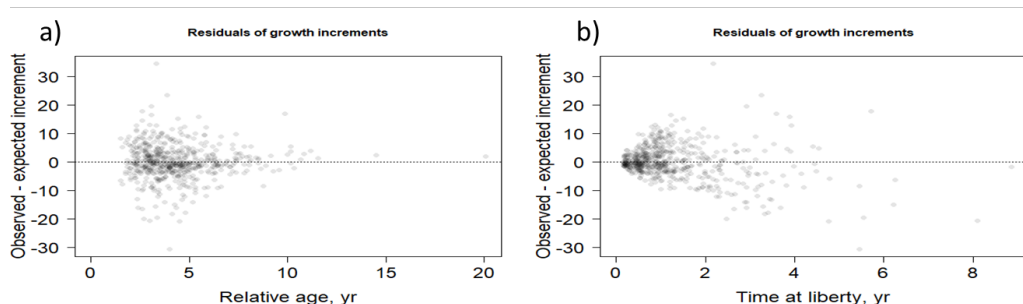 a)
Residuals of growth increments
Observed - expected increment
30
20
10
0
-10
-20
-30
0 5 10 15 20
Relative age, yr
b)
Residuals of growth increments
Observed - expected increment
30
20
10
0
-10
-20
-30
0 2 4 6 8
Time at liberty, yr